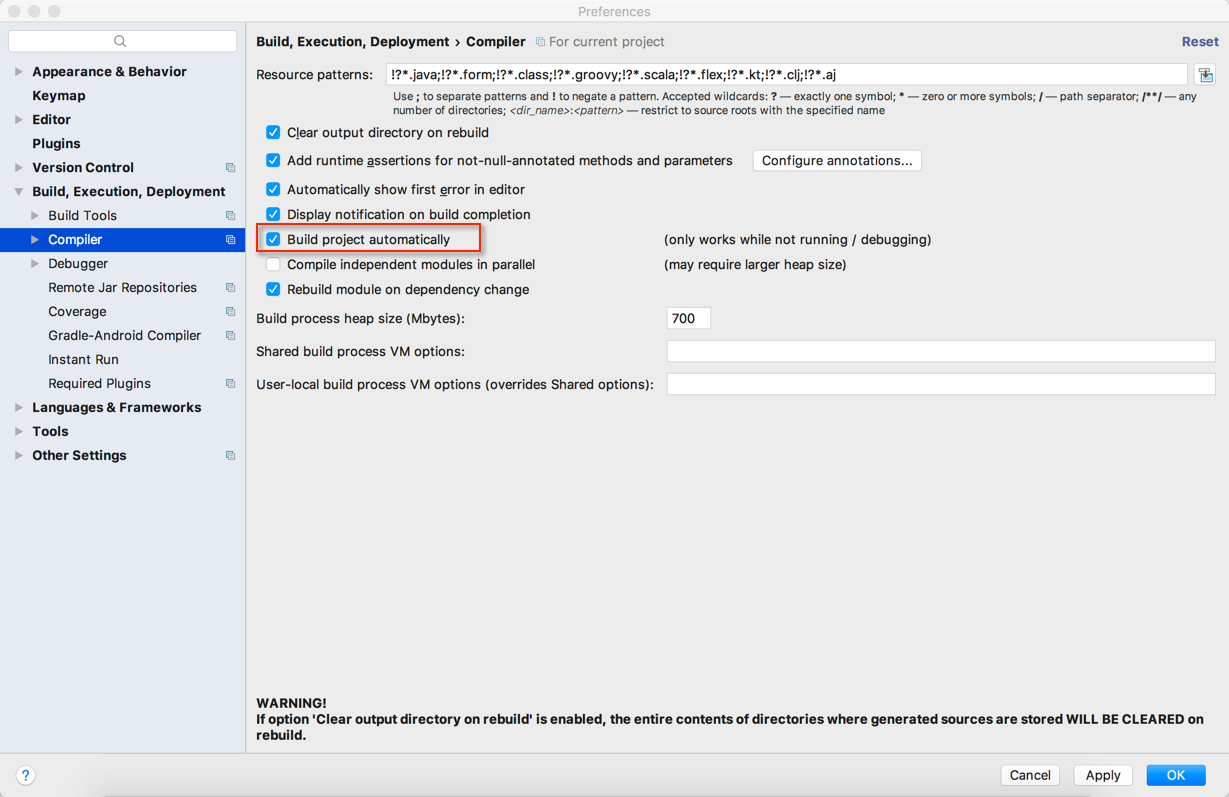 Preferences
Appearance & Behavior
Keymap
Editor
Plugins
Version Control
Build, Execution, Deployment
Build Tools
Compiler
Debugger
Remote Jar Repositories
Coverage
Gradle-Android Compiler
Instant Run
Required Plugins
Languages & Frameworks
Tools
Other Settings
Build, Execution, Deployment › Compiler For current project Reset
Resource patterns: !?*.java;!?*.form;!?*.class;!?*.groovy;!?*.scala;!?*.flex;!?*.kt;!?*.clj;!?*.aj
Use ; to separate patterns and ! to negate a pattern. Accepted wildcards: ? — exactly one symbol; * — zero or more symbols; / — path separator; /**/ — any
number of directories; <dir_name>:<pattern> — restrict to source roots with the specified name
Clear output directory on rebuild
Add runtime assertions for not-null-annotated methods and parameters Configure annotations...
Automatically show first error in editor
Display notification on build completion
Build project automatically (only works while not running / debugging)
Compile independent modules in parallel (may require larger heap size)
Rebuild module on dependency change
Build process heap size (Mbytes): 700
Shared build process VM options:
User-local build process VM options (overrides Shared options):
WARNING!
If option 'Clear output directory on rebuild' is enabled, the entire contents of directories where generated sources are stored WILL BE CLEARED on
rebuild.
? Cancel Apply OK